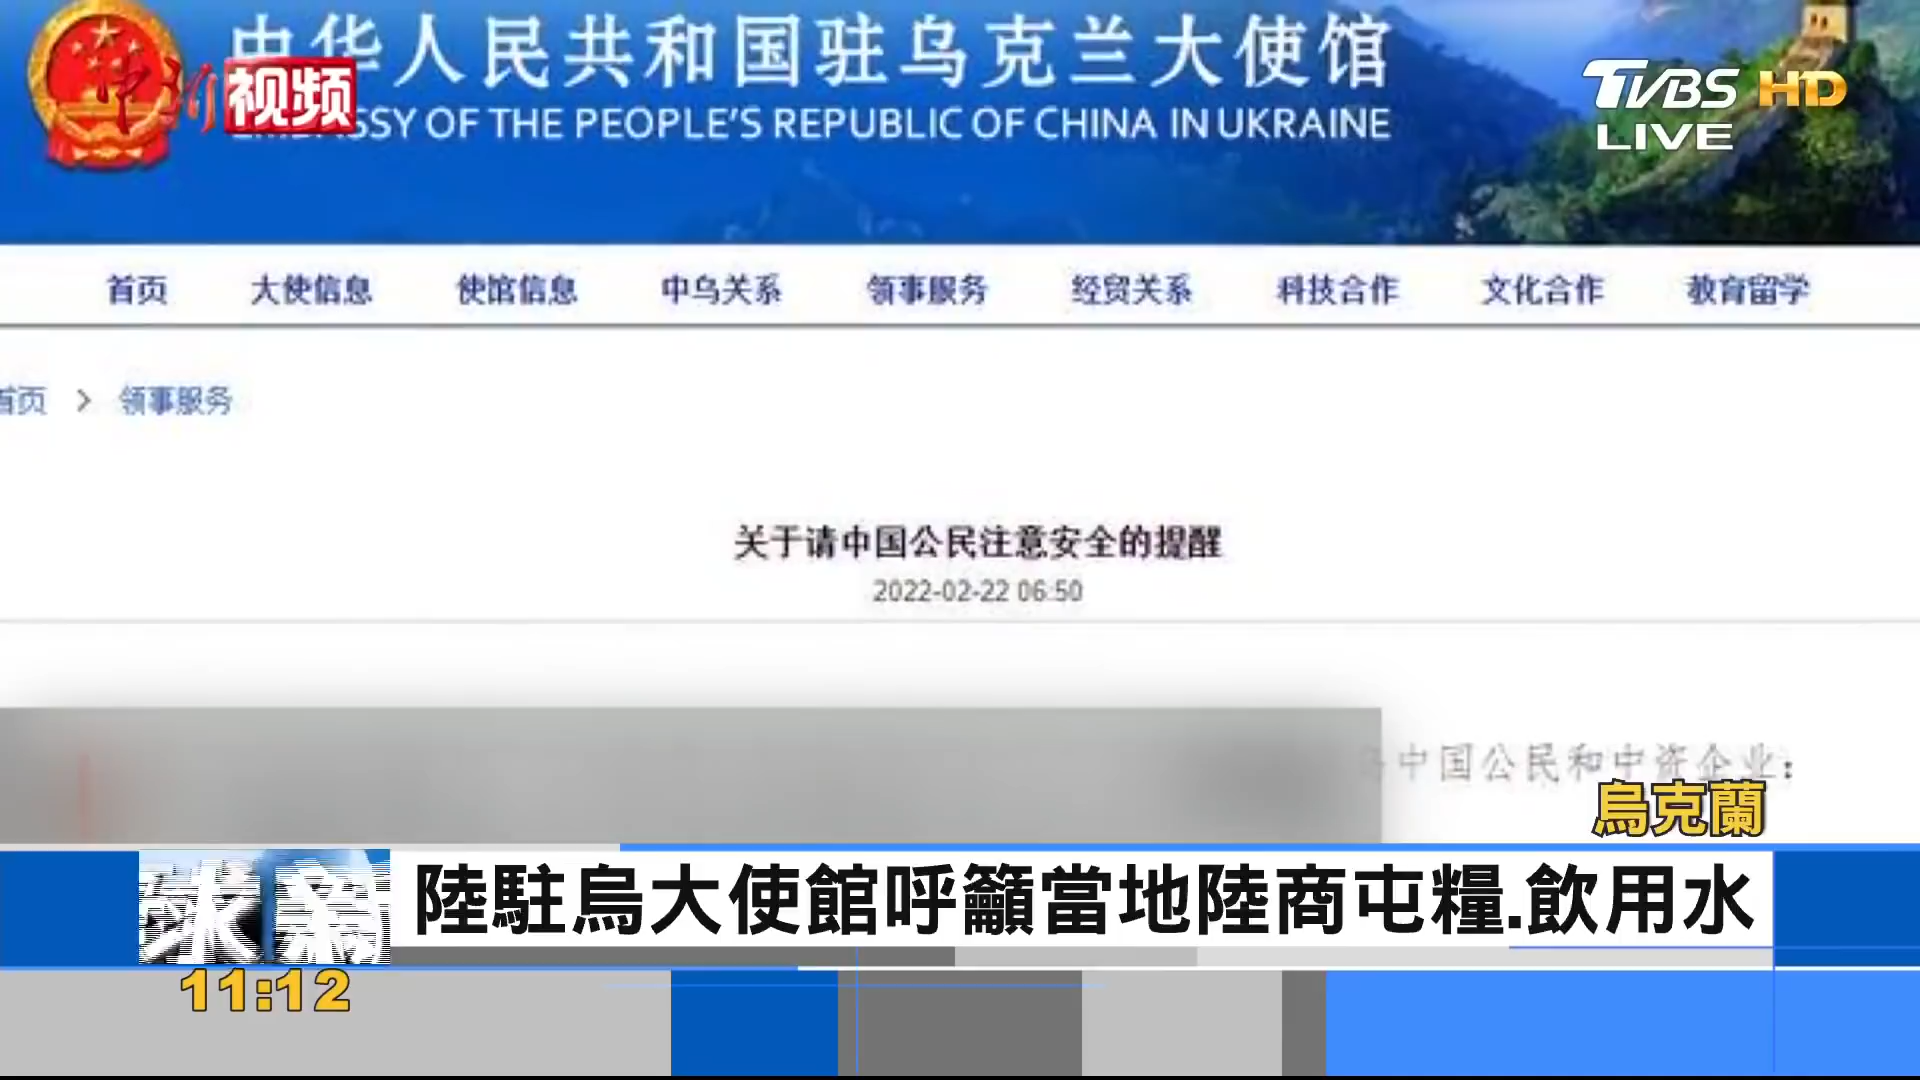 中华人民共和国驻乌克兰大使馆
EMBASSY OF THE PEOPLE'S REPUBLIC OF CHINA IN UKRAINE
中新视频
TVBS HD
LIVE
首页 大使信息 使馆信息 中乌关系 领事服务 经贸关系 科技合作 文化合作 教育留学
首页 > 领事服务
关于请中国公民注意安全的提醒
2022-02-22 06:50
中国公民和中资企业：
烏克蘭
陸駐烏大使館呼籲當地陸商屯糧.飲用水
11:12